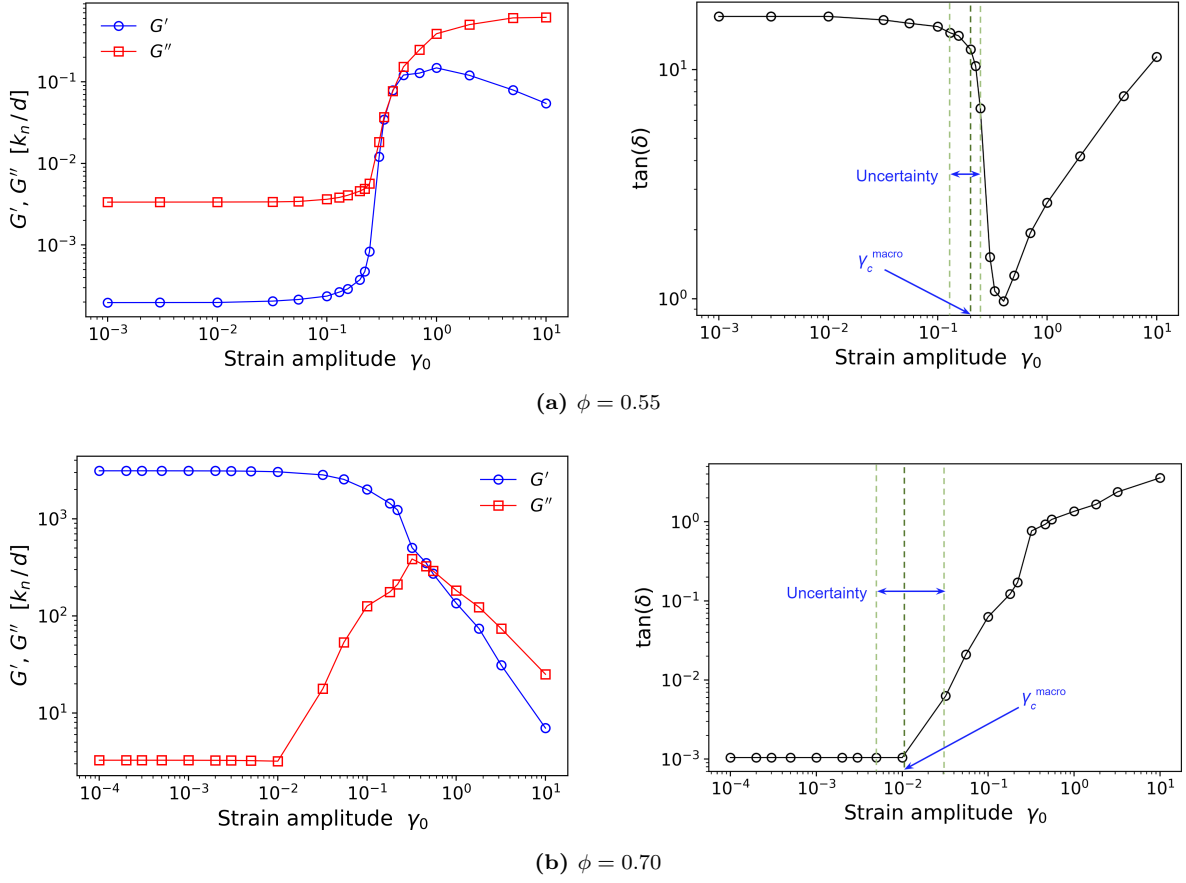 G′
G″
10⁻¹
10⁻²
10⁻³
G′, G″ [kₙ/d]
10⁻³ 10⁻² 10⁻¹ 10⁰ 10¹
Strain amplitude γ₀
10¹
10⁰
tan(δ)
Uncertainty
γ_c^macro
10⁻³ 10⁻² 10⁻¹ 10⁰ 10¹
Strain amplitude γ₀
(a) ϕ = 0.55
G′
G″
10³
10²
10¹
G′, G″ [kₙ/d]
10⁻⁴ 10⁻³ 10⁻² 10⁻¹ 10⁰ 10¹
Strain amplitude γ₀
10⁰
10⁻¹
10⁻²
10⁻³
tan(δ)
Uncertainty
γ_c^macro
10⁻⁴ 10⁻³ 10⁻² 10⁻¹ 10⁰ 10¹
Strain amplitude γ₀
(b) ϕ = 0.70